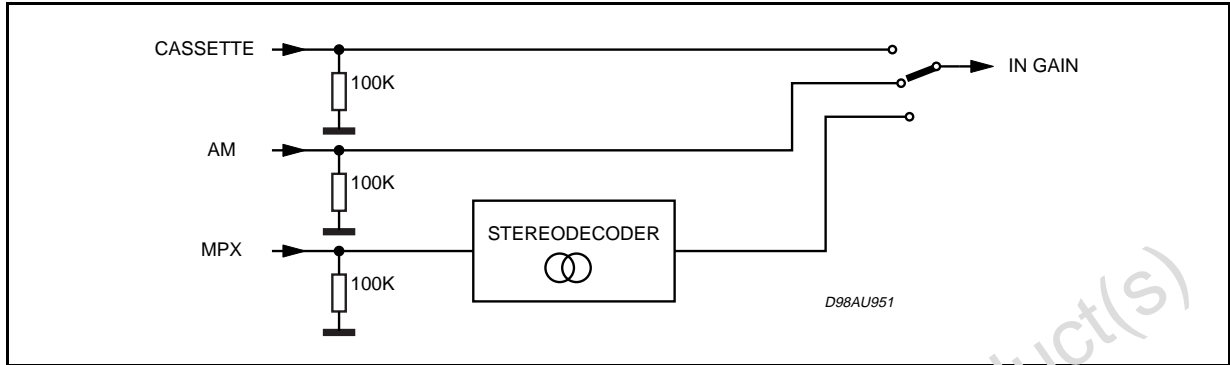 CASSETTE
IN GAIN
100K
AM
100K
STEREODECODER
MPX
100K
D98AU951